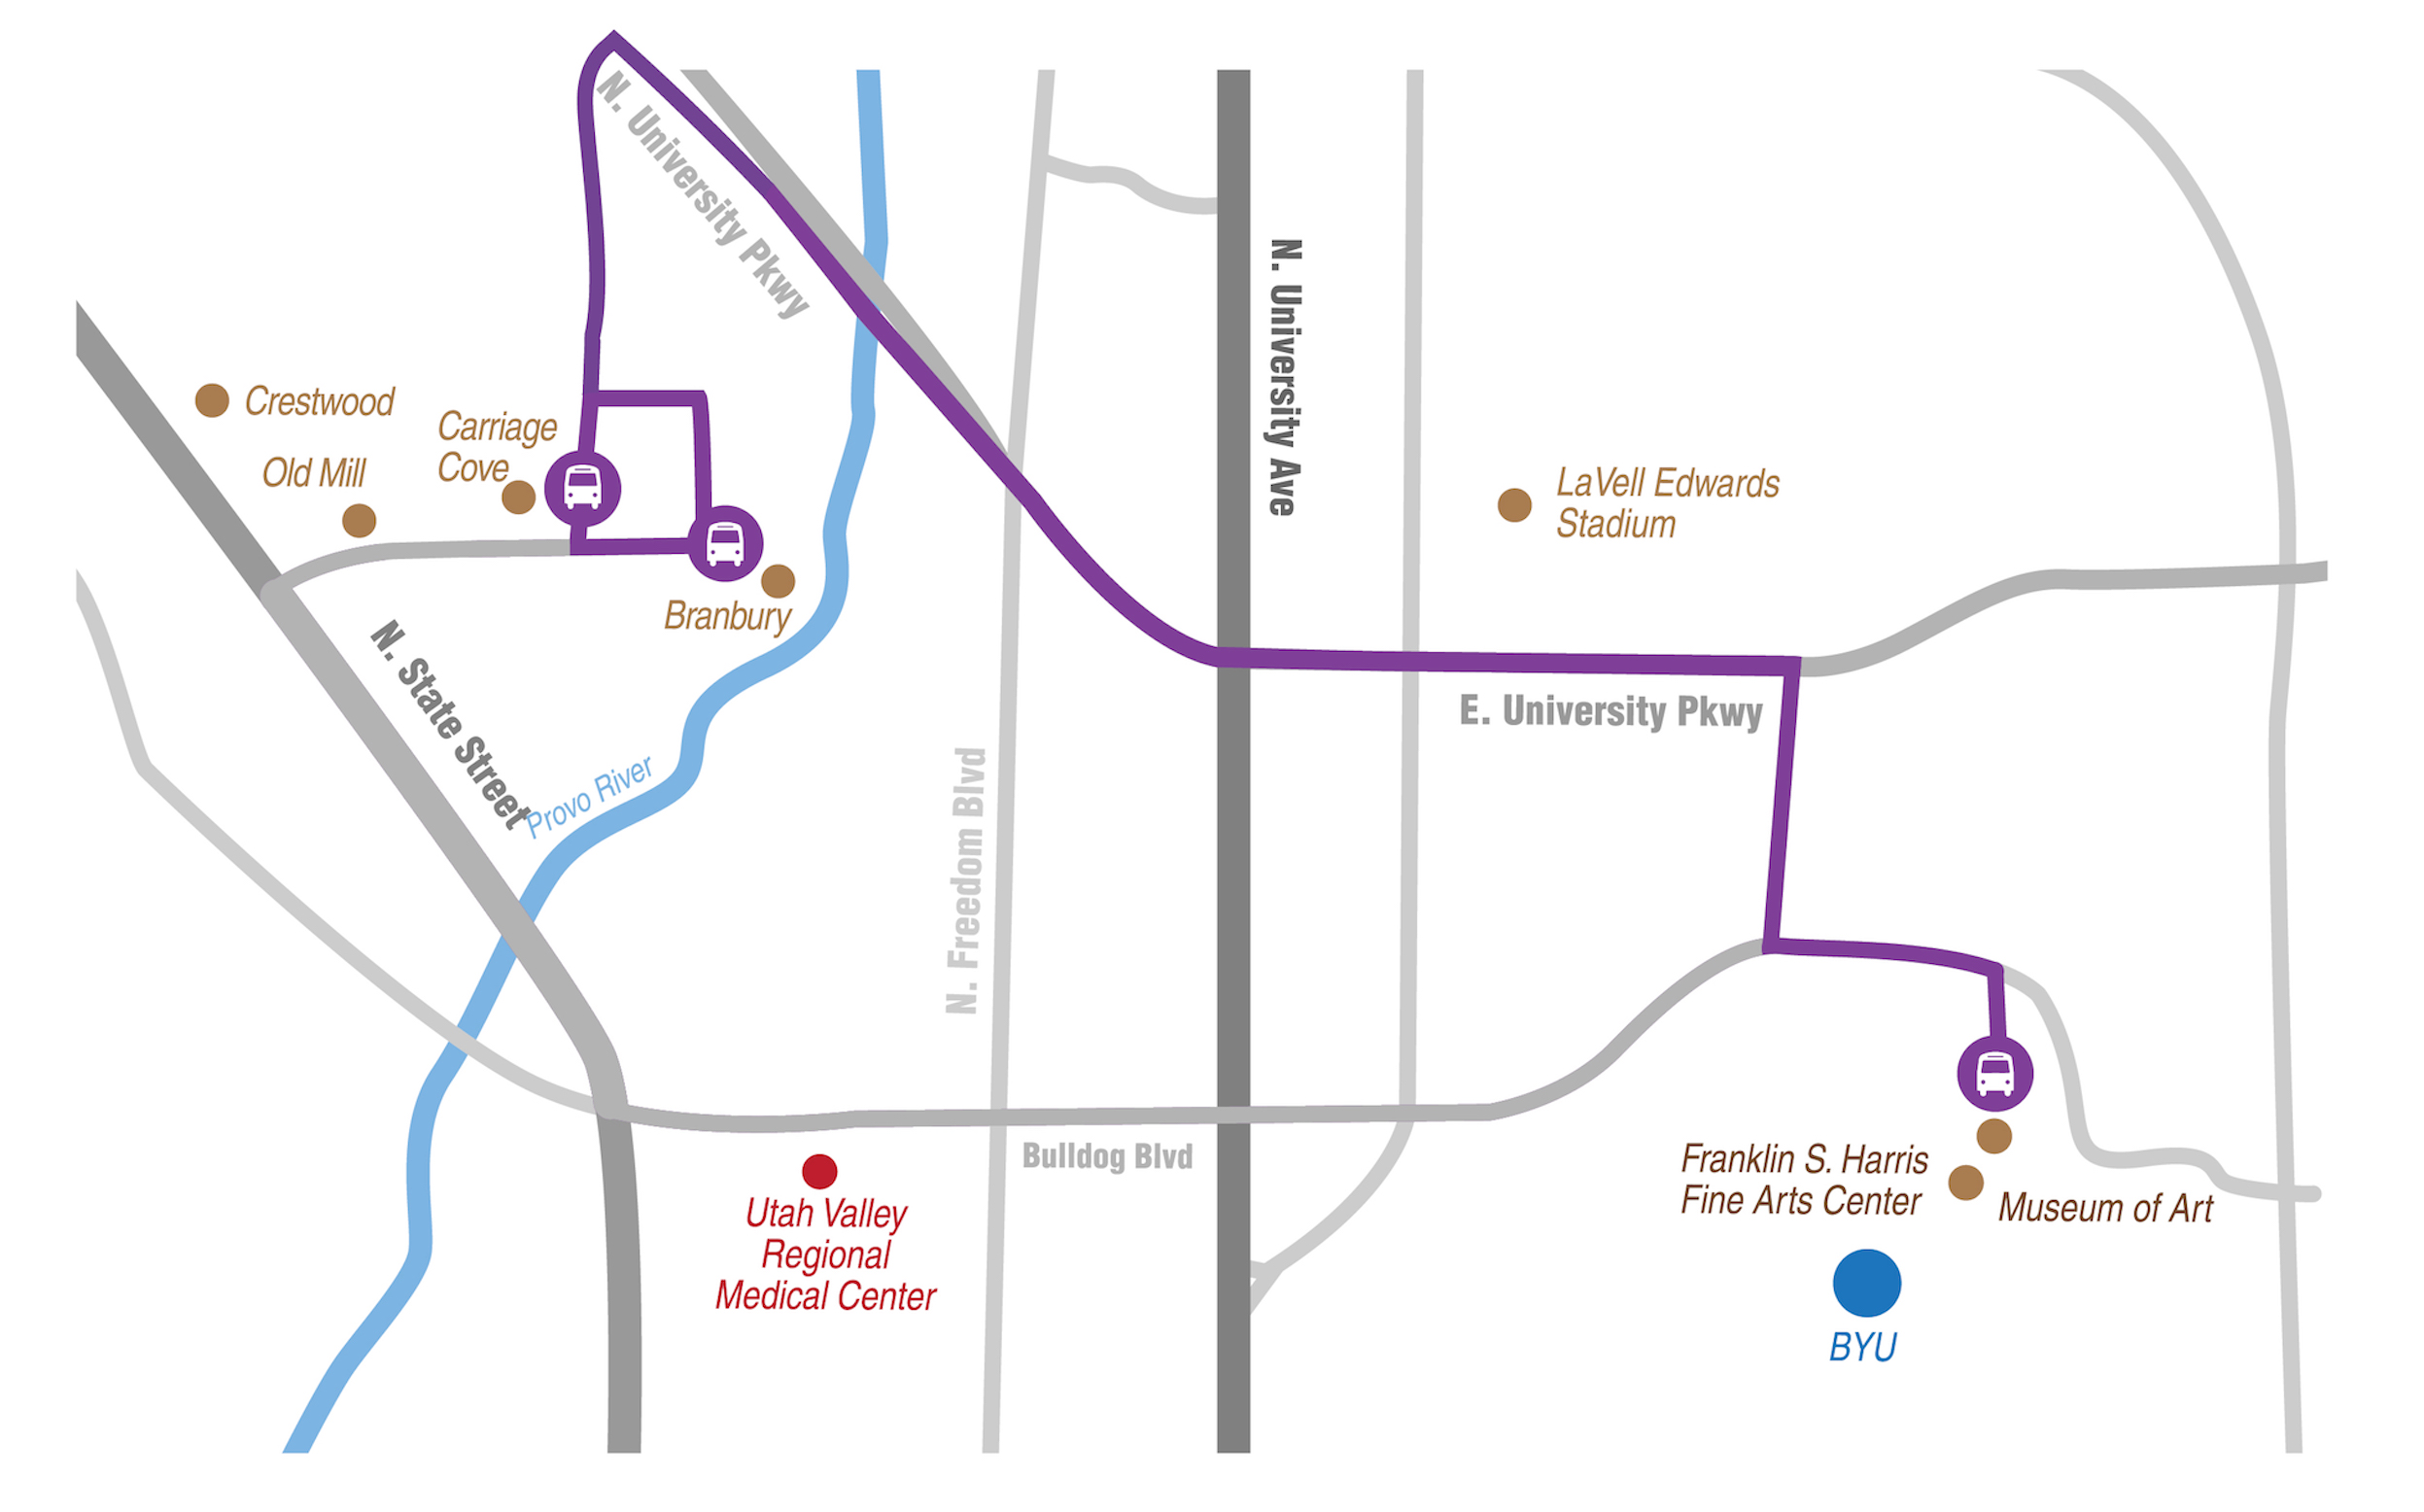 N. University Pkwy
N. University Ave
Crestwood
Carriage
Cove
Old Mill
Branbury
LaVell Edwards
Stadium
N. State Street
Provo River
E. University Pkwy
N. Freedom Blvd
Bulldog Blvd
Utah Valley
Regional
Medical Center
Franklin S. Harris
Fine Arts Center
Museum of Art
BYU